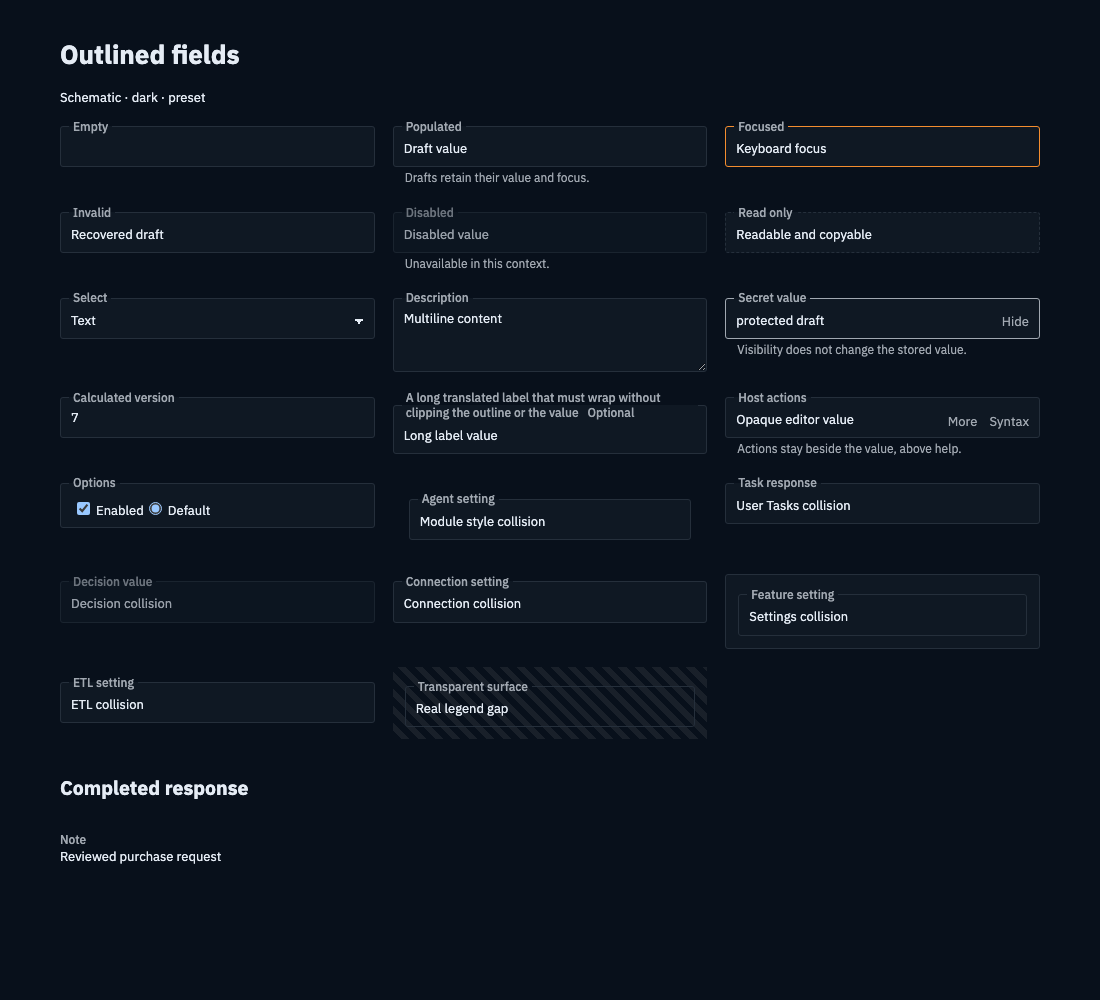 Outlined fields
Schematic · dark · preset
Empty
Populated
Draft value
Drafts retain their value and focus.
Focused
Keyboard focus
Invalid
Recovered draft
Disabled
Disabled value
Unavailable in this context.
Read only
Readable and copyable
Select
Text
Description
Multiline content
Secret value
protected draft
Hide
Visibility does not change the stored value.
Calculated version
7
A long translated label that must wrap without
clipping the outline or the value Optional
Long label value
Host actions
Opaque editor value
More Syntax
Actions stay beside the value, above help.
Options
Enabled Default
Agent setting
Module style collision
Task response
User Tasks collision
Decision value
Decision collision
Connection setting
Connection collision
Feature setting
Settings collision
ETL setting
ETL collision
Transparent surface
Real legend gap
Completed response
Note
Reviewed purchase request